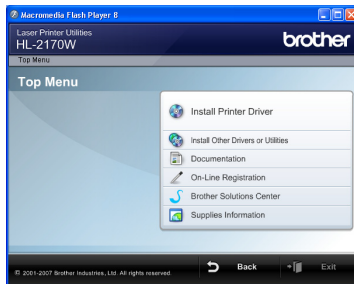 Macromedia Flash Player 8
Laser Printer Utilities
HL-2170W
brother
Top Menu
Top Menu
Install Printer Driver
Install Other Drivers or Utilities
Documentation
On-Line Registration
Brother Solutions Center
Supplies Information
© 2001-2007 Brother Industries, Ltd. All rights reserved.
Back
Exit